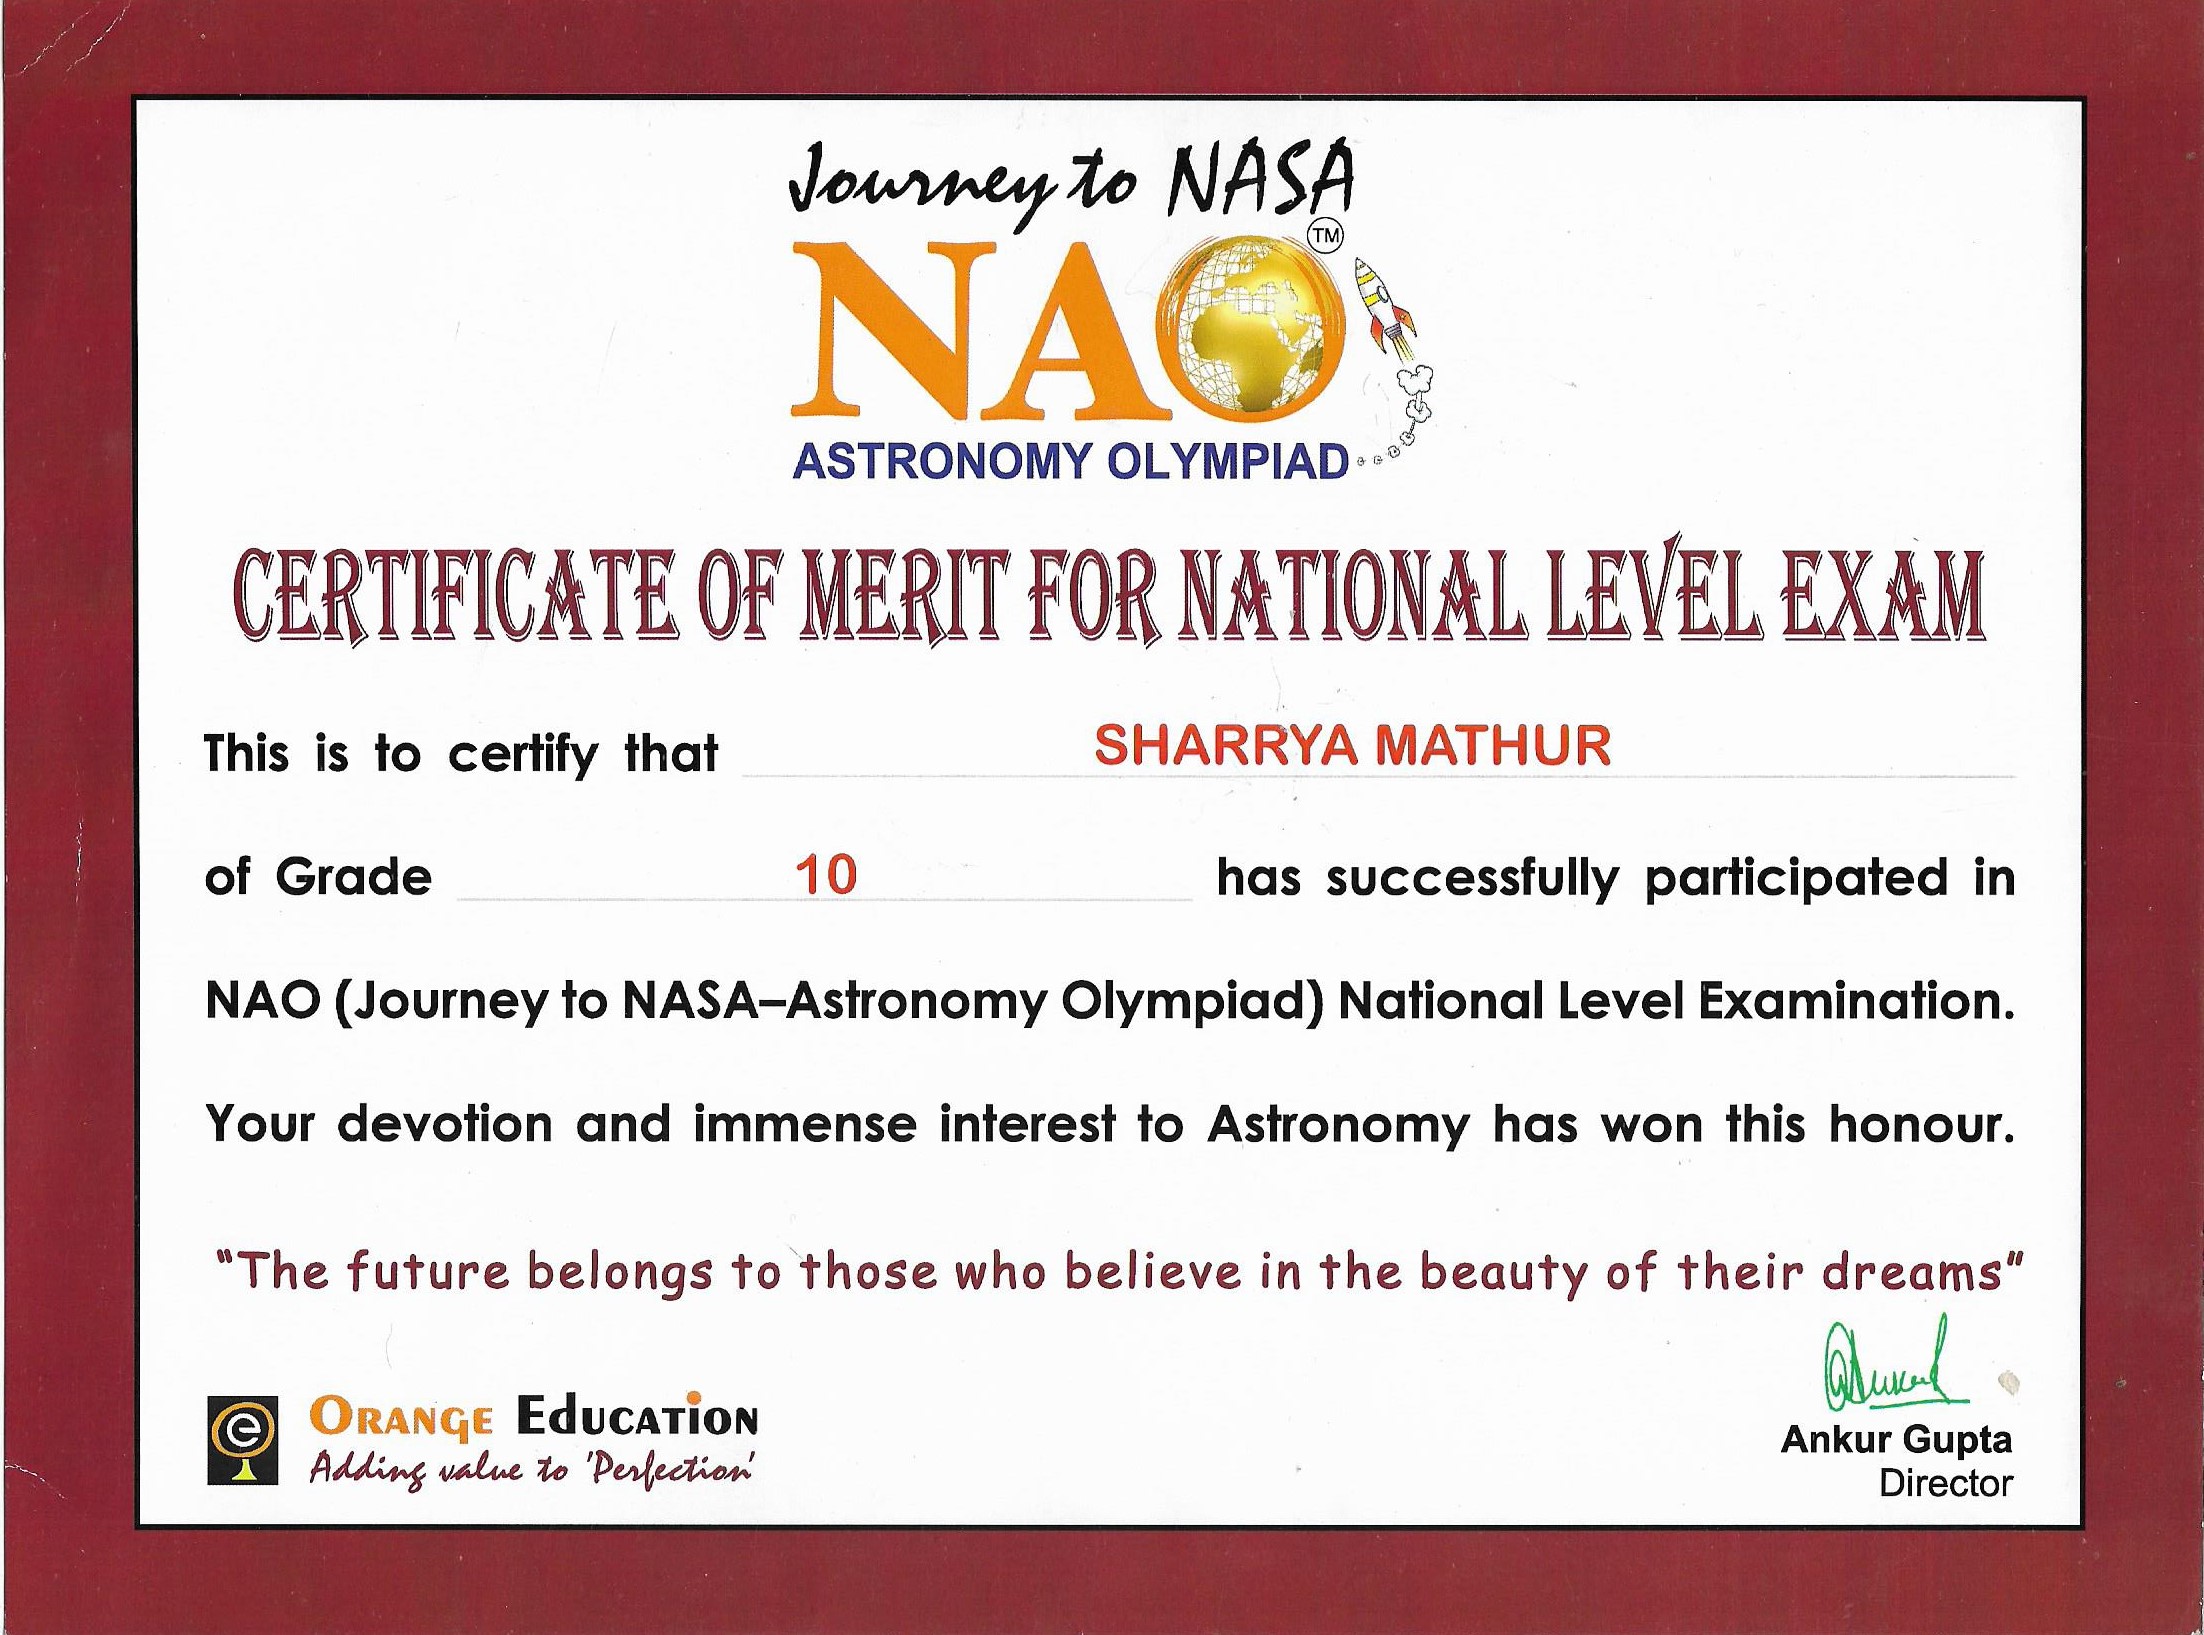 Journey to NASA
NAO
TM
ASTRONOMY OLYMPIAD
CERTIFICATE OF MERIT FOR NATIONAL LEVEL EXAM
This is to certify that SHARRYA MATHUR
of Grade 10 has successfully participated in
NAO (Journey to NASA–Astronomy Olympiad) National Level Examination.
Your devotion and immense interest to Astronomy has won this honour.
"The future belongs to those who believe in the beauty of their dreams"
e
ORANGE EdUCATiON
Adding value to 'Perfection'
Ankur Gupta
Director